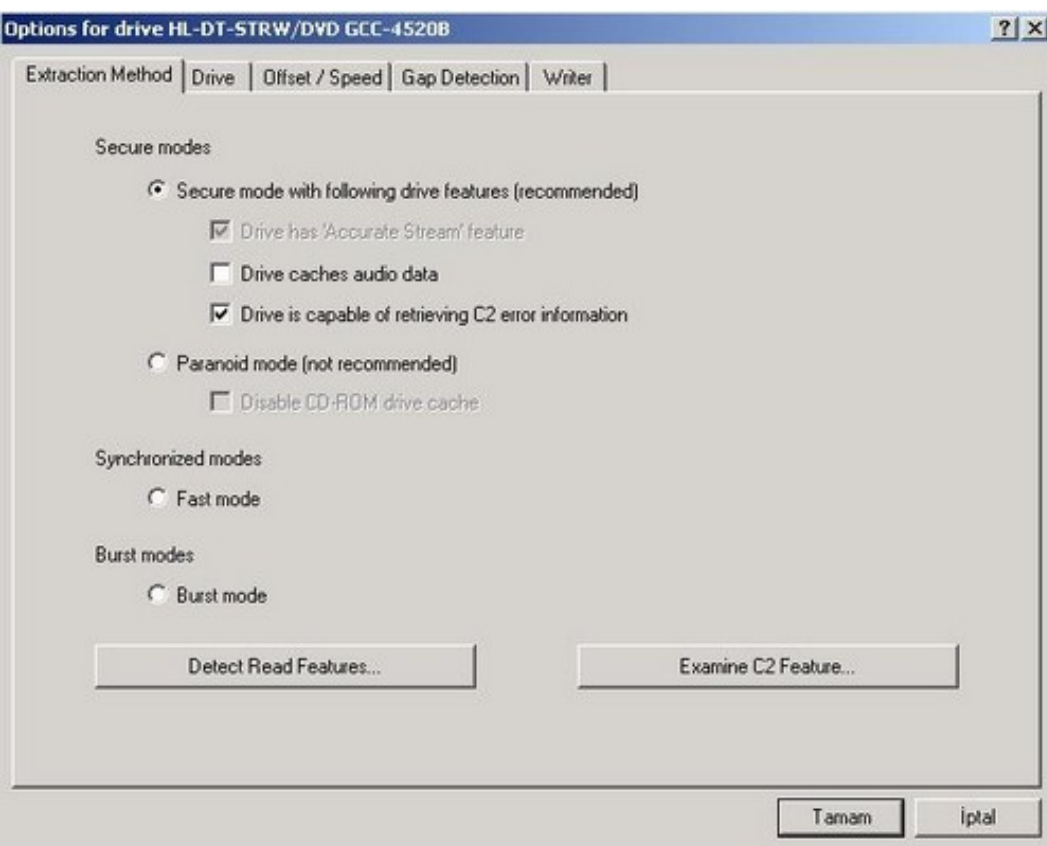 Options for drive HL-DT-STRW/DVD GCC-4520B
Extraction Method Drive Offset / Speed Gap Detection Writer
Secure modes
Secure mode with following drive features (recommended)
Drive has 'Accurate Stream' feature
Drive caches audio data
Drive is capable of retrieving C2 error information
Paranoid mode (not recommended)
Disable CD-ROM drive cache
Synchronized modes
Fast mode
Burst modes
Burst mode
Detect Read Features... Examine C2 Feature...
Tamam İptal